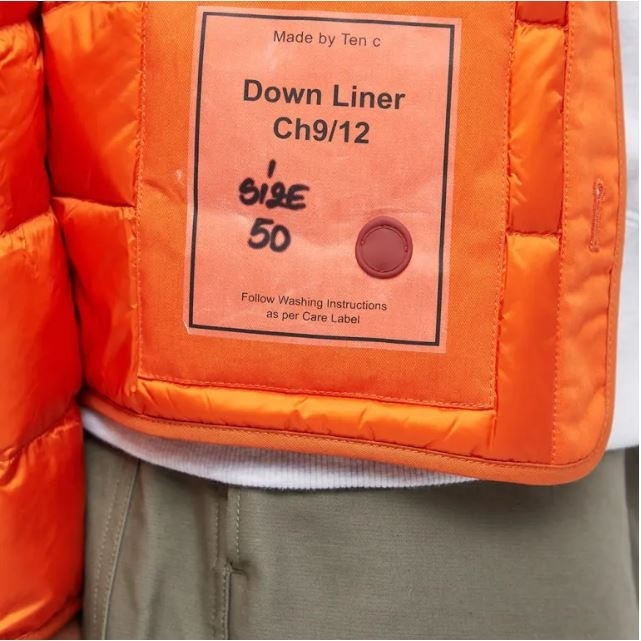 Made by Ten c
Down Liner
Ch9/12
SiZE
50
Follow Washing Instructions
as per Care Label